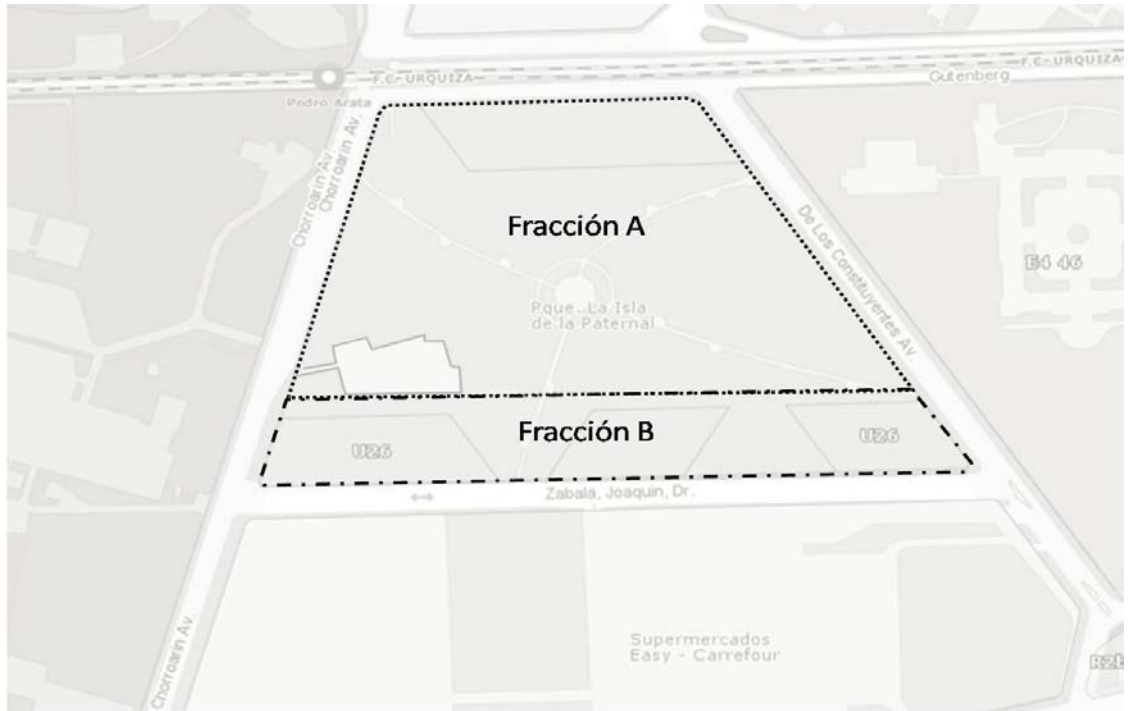 F.C. URQUIZA
F.C. URQUIZA
Gutenberg
Pedro Arata
Chorroarin Av.
Chorroarin Av.
Fracción A
De Los Constituyentes Av.
E4 46
Pque. La Isla
de la Paternal
Fracción B
U26
U26
Zabala, Joaquin, Dr.
Chorroarin Av.
Supermercados
Easy - Carrefour